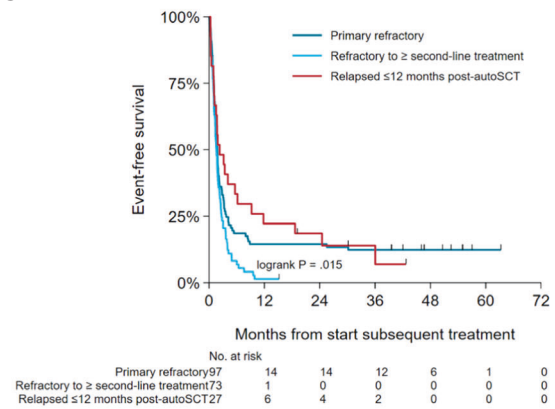 100%
75%
50%
25%
0%
Event-free survival
Primary refractory
Refractory to ≥ second-line treatment
Relapsed ≤12 months post-autoSCT
logrank P = .015
0 12 24 36 48 60 72
Months from start subsequent treatment
No. at risk
Primary refractory97 14 14 12 6 1 0
Refractory to ≥ second-line treatment73 1 0 0 0 0 0
Relapsed ≤12 months post-autoSCT27 6 4 2 0 0 0